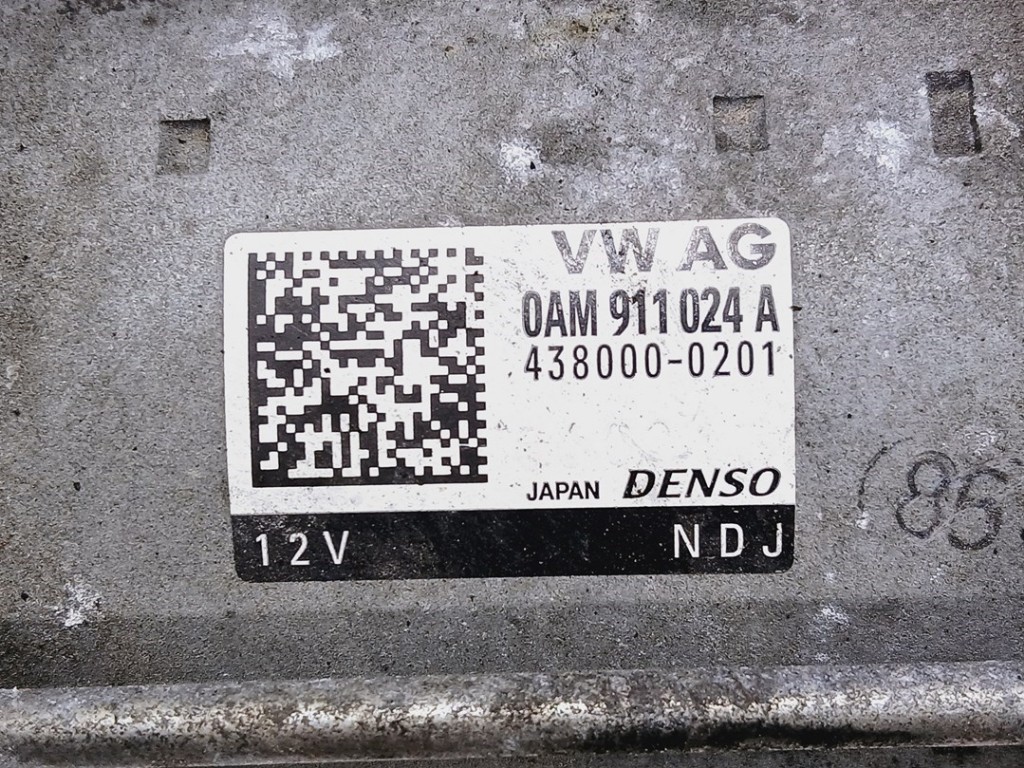 VW AG
0AM 911 024 A
438000-0201
JAPAN DENSO
12V NDJ